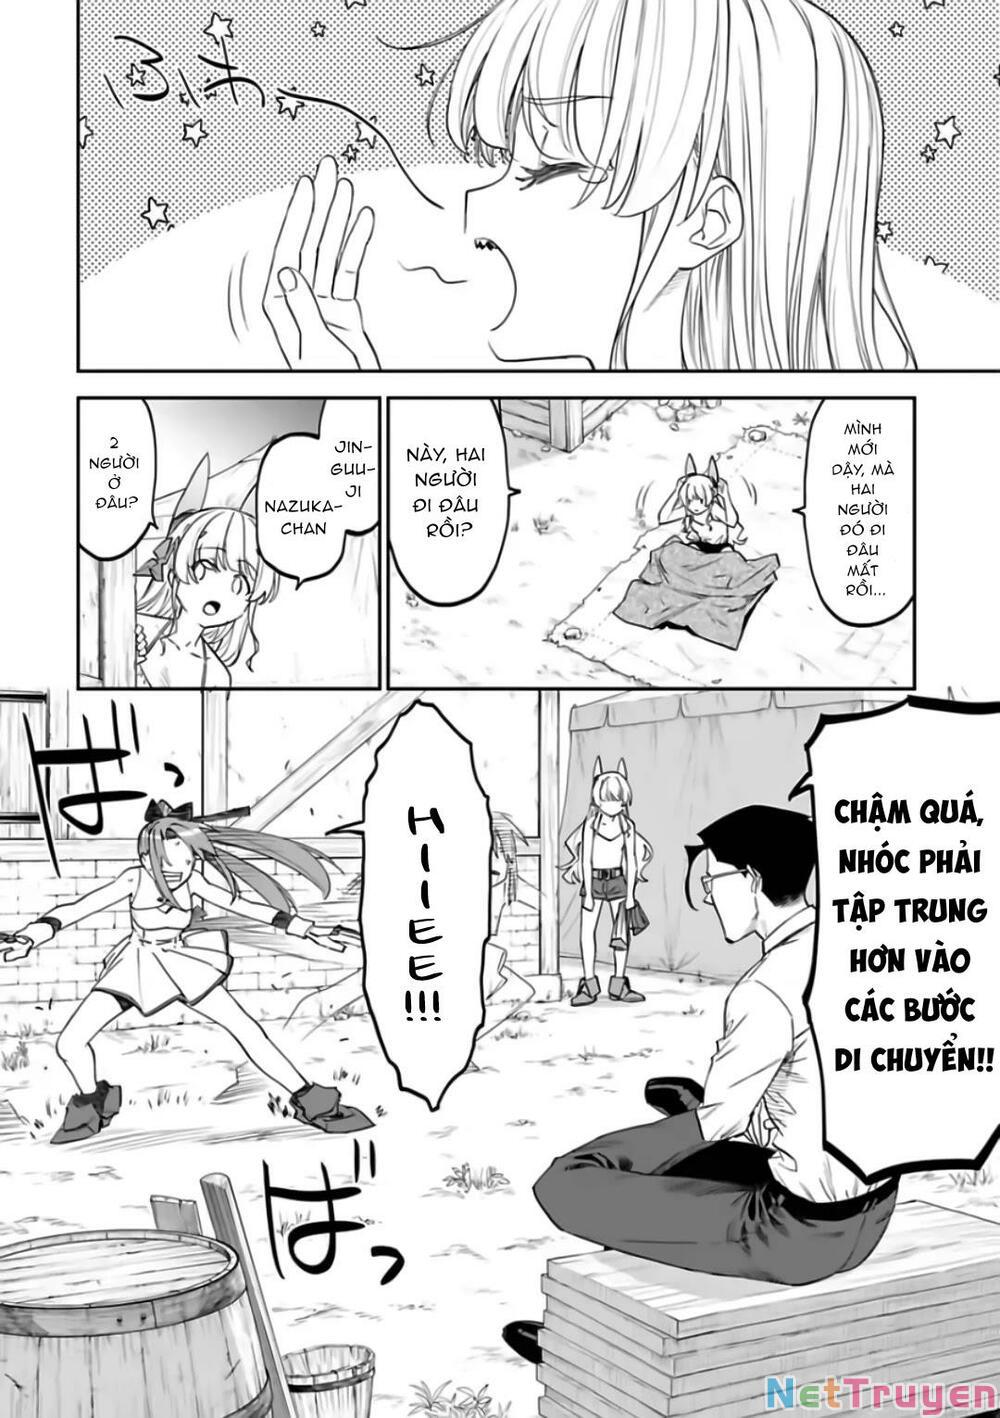 ふわ
MÌNH
MỚI
DẬY, MÀ
HAI
NGƯỜI
ĐÓ ĐI
ĐÂU
MẤT
RỒI...
NÀY, HAI
NGƯỜI
ĐI ĐÂU
RỒI?
JIN-
GUU-
JI
NAZUKA-
CHAN
2
NGƯỜI
Ở
ĐÂU?
CHẬM QUÁ,
NHÓC PHẢI
TẬP TRUNG
HƠN VÀO
CÁC BƯỚC
DI CHUYỂN!!
HIEE!!!
ばっ
ばっ
NetTruyen